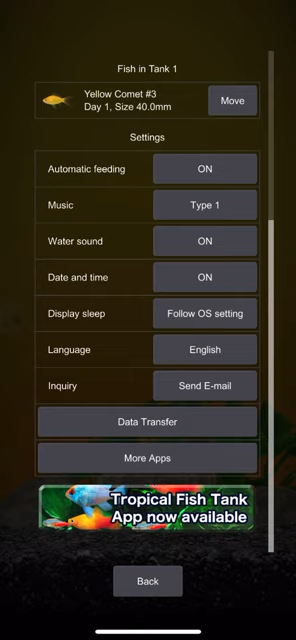 Fish in Tank 1
Yellow Comet #3
Day 1, Size 40.0mm
Move
Settings
Automatic feeding
ON
Music
Type 1
Water sound
ON
Date and time
ON
Display sleep
Follow OS setting
Language
English
Inquiry
Send E-mail
Data Transfer
More Apps
Tropical Fish Tank
App now available
Back